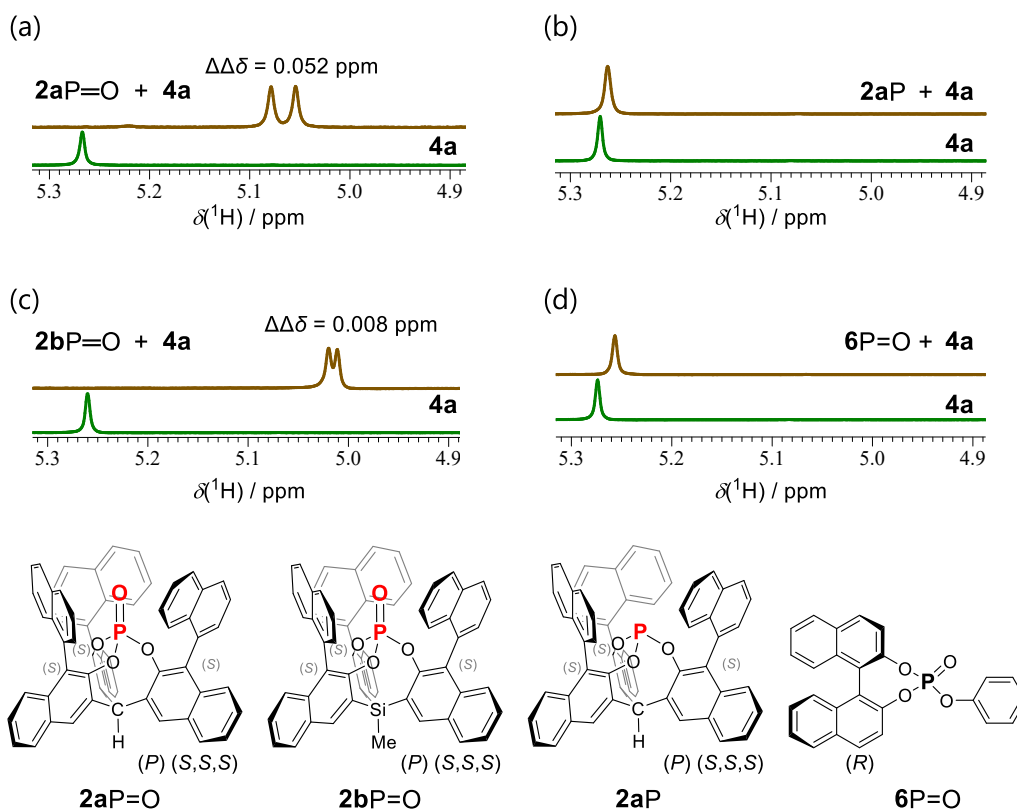 (a)
2aP=O + 4a
ΔΔδ = 0.052 ppm
4a
5.3 5.2 5.1 5.0 4.9
δ(¹H) / ppm
(b)
2aP + 4a
4a
5.3 5.2 5.1 5.0 4.9
δ(¹H) / ppm
(c)
2bP=O + 4a
ΔΔδ = 0.008 ppm
4a
5.3 5.2 5.1 5.0 4.9
δ(¹H) / ppm
(d)
6P=O + 4a
4a
5.3 5.2 5.1 5.0 4.9
δ(¹H) / ppm
O
P
O O O
(S) (S) (S)
C
H
(P) (S,S,S)
2aP=O
O
P
O O O
(S) (S) (S)
Si
Me
(P) (S,S,S)
2bP=O
P
O O O
(S) (S) (S)
C
H
(P) (S,S,S)
2aP
O O
P
O O
(R)
6P=O